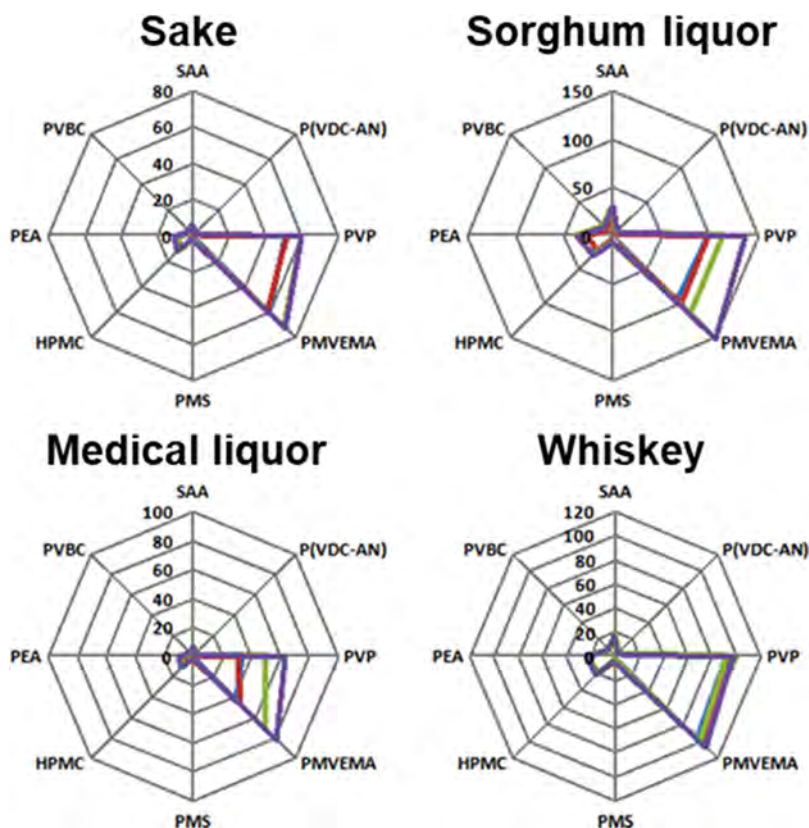 Sake
SAA
80
60
40
20
0
P(VDC-AN)
PVP
PMVEMA
PMS
HPMC
PEA
PVBC
Sorghum liquor
SAA
150
100
50
0
P(VDC-AN)
PVP
PMVEMA
PMS
HPMC
PEA
PVBC
Medical liquor
SAA
100
80
60
40
20
0
P(VDC-AN)
PVP
PMVEMA
PMS
HPMC
PEA
PVBC
Whiskey
SAA
120
100
80
60
40
20
0
P(VDC-AN)
PVP
PMVEMA
PMS
HPMC
PEA
PVBC